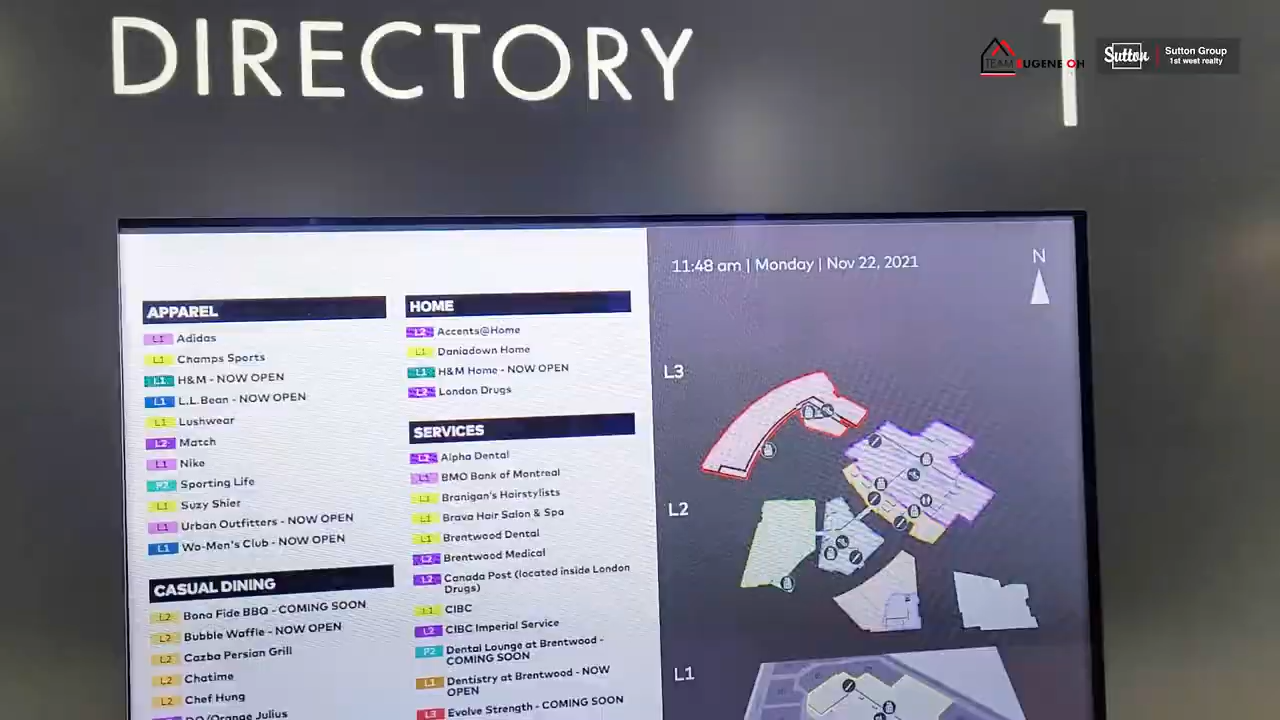 DIRECTORY
1
TEAM EUGENE OH
Sutton
Sutton Group
1st west realty
11:48 am | Monday | Nov 22, 2021
N
APPAREL
L1 Adidas
L1 Champs Sports
L1 H&M - NOW OPEN
L1 L.L.Bean - NOW OPEN
L1 Lushwear
L2 Match
L1 Nike
P2 Sporting Life
L1 Suzy Shier
L1 Urban Outfitters - NOW OPEN
L1 Wo-Men's Club - NOW OPEN
CASUAL DINING
L2 Bona Fide BBQ - COMING SOON
L2 Bubble Waffle - NOW OPEN
L2 Cazba Persian Grill
L2 Chatime
L2 Chef Hung
DQ/Orange Julius
HOME
L2 Accents@Home
L1 Daniadown Home
L1 H&M Home - NOW OPEN
L2 London Drugs
SERVICES
L2 Alpha Dental
L1 BMO Bank of Montreal
L1 Branigan's Hairstylists
L1 Brava Hair Salon & Spa
L1 Brentwood Dental
L2 Brentwood Medical
L2 Canada Post (located inside London
Drugs)
L1 CIBC
L2 CIBC Imperial Service
P2 Dental Lounge at Brentwood -
COMING SOON
L1 Dentistry at Brentwood - NOW
OPEN
L3 Evolve Strength - COMING SOON
L3
L2
L1